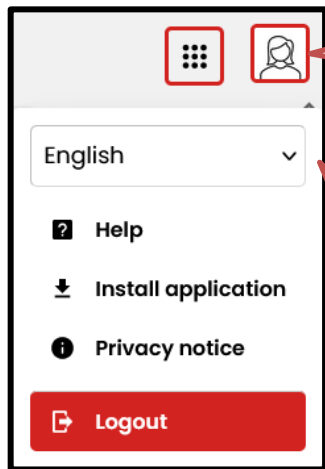 English
Help
Install application
Privacy notice
Logout